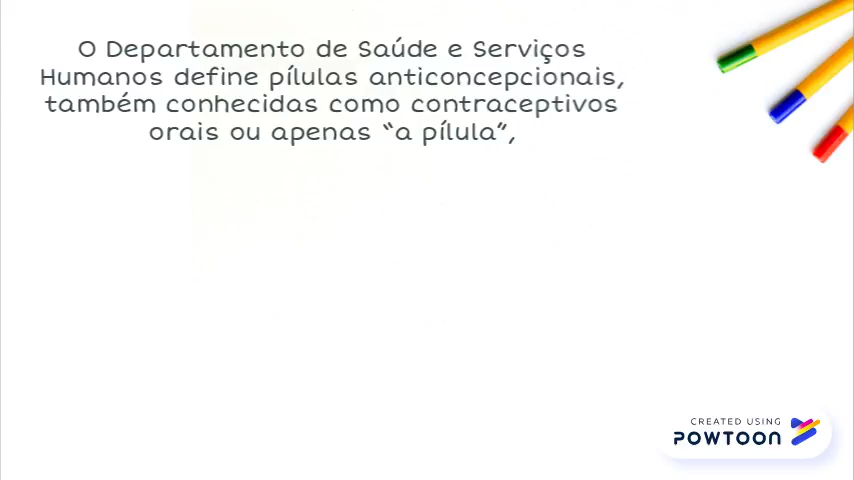 O Departamento de Saúde e Serviços
Humanos define pílulas anticoncepcionais,
também conhecidas como contraceptivos
orais ou apenas “a pílula”,
CREATED USING
POWTOON